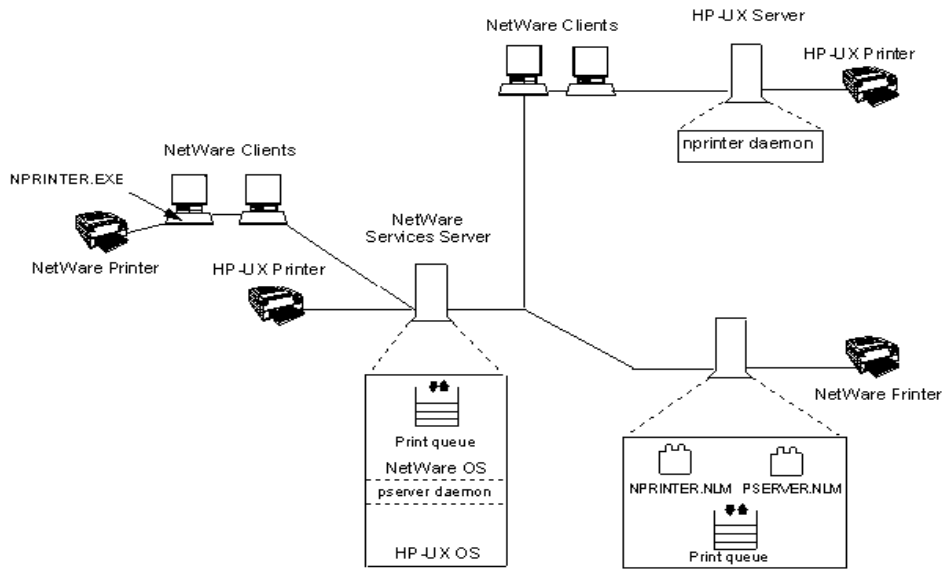 NetWare Clients
HP-UX Server
HP-UX Printer
nprinter daemon
NetWare Clients
NPRINTER.EXE
NetWare Printer
HP-UX Printer
NetWare
Services Server
Print queue
NetWare OS
pserver daemon
HP-UX OS
NetWare Frinter
NPRINTER.NLM
PSERVER.NLM
Print queue